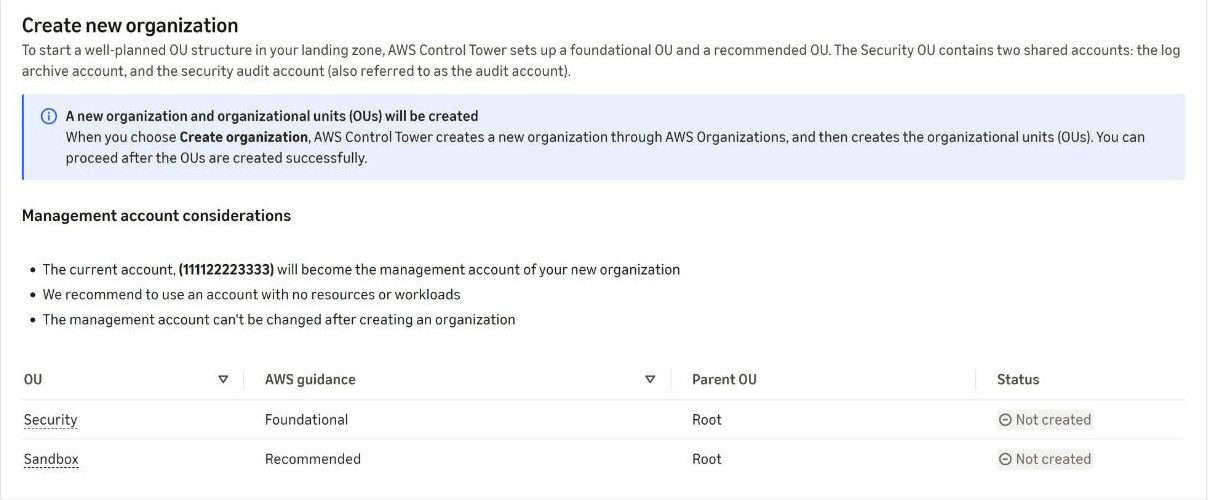 Create new organization
To start a well-planned OU structure in your landing zone, AWS Control Tower sets up a foundational OU and a recommended OU. The Security OU contains two shared accounts: the log
archive account, and the security audit account (also referred to as the audit account).
A new organization and organizational units (OUs) will be created
When you choose Create organization, AWS Control Tower creates a new organization through AWS Organizations, and then creates the organizational units (OUs). You can
proceed after the OUs are created successfully.
Management account considerations
• The current account, (111122223333) will become the management account of your new organization
• We recommend to use an account with no resources or workloads
• The management account can't be changed after creating an organization
OU AWS guidance Parent OU Status
Security Foundational Root Not created
Sandbox Recommended Root Not created